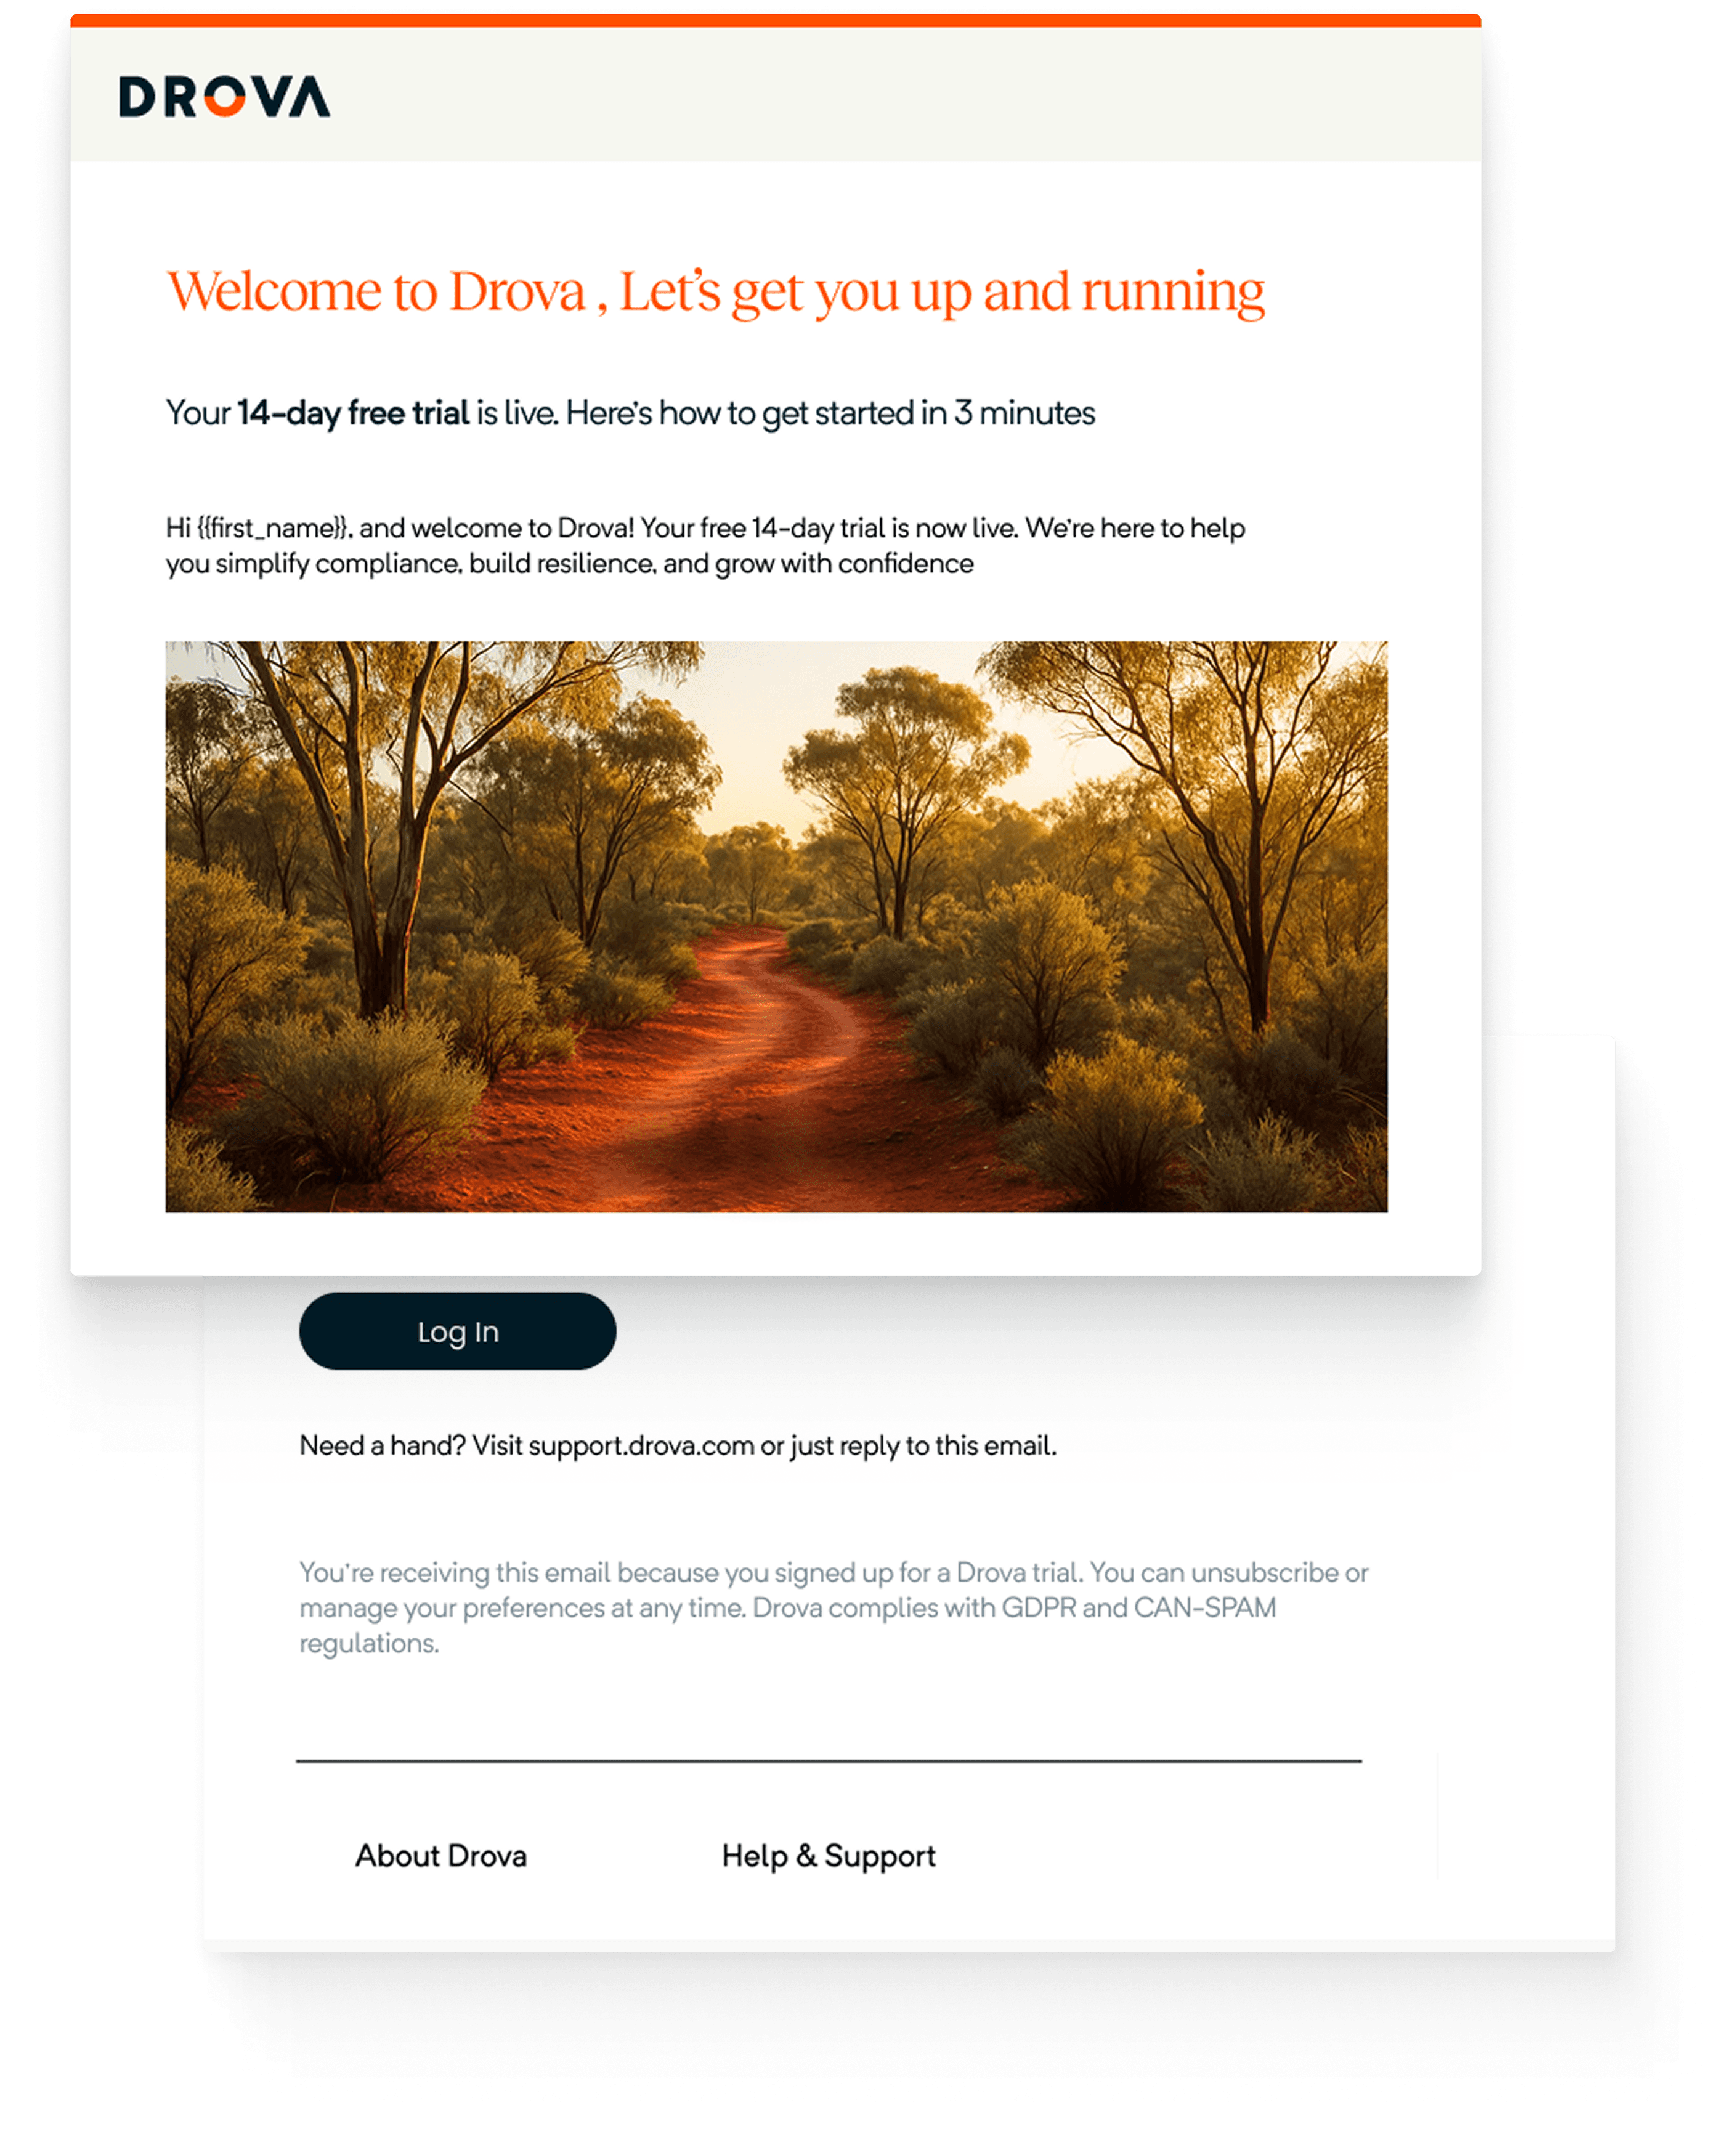 DROVA
Welcome to Drova , Let's get you up and running
Your 14-day free trial is live. Here's how to get started in 3 minutes
Hi {{first_name}}, and welcome to Drova! Your free 14-day trial is now live. We're here to help
you simplify compliance, build resilience, and grow with confidence
Log In
Need a hand? Visit support.drova.com or just reply to this email.
You're receiving this email because you signed up for a Drova trial. You can unsubscribe or
manage your preferences at any time. Drova complies with GDPR and CAN-SPAM
regulations.
About Drova
Help & Support